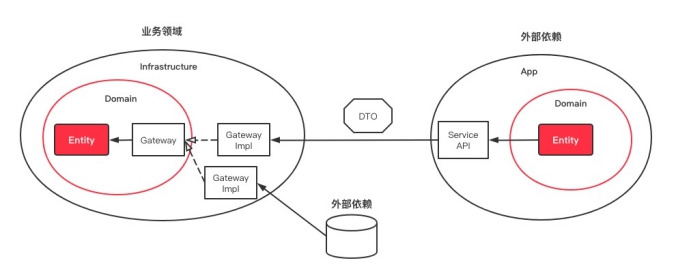 业务领域
外部依赖
Infrastructure
App
Domain
Domain
DTO
Entity
Gateway
Gateway
Impl
Service
API
Entity
Gateway
Impl
外部依赖